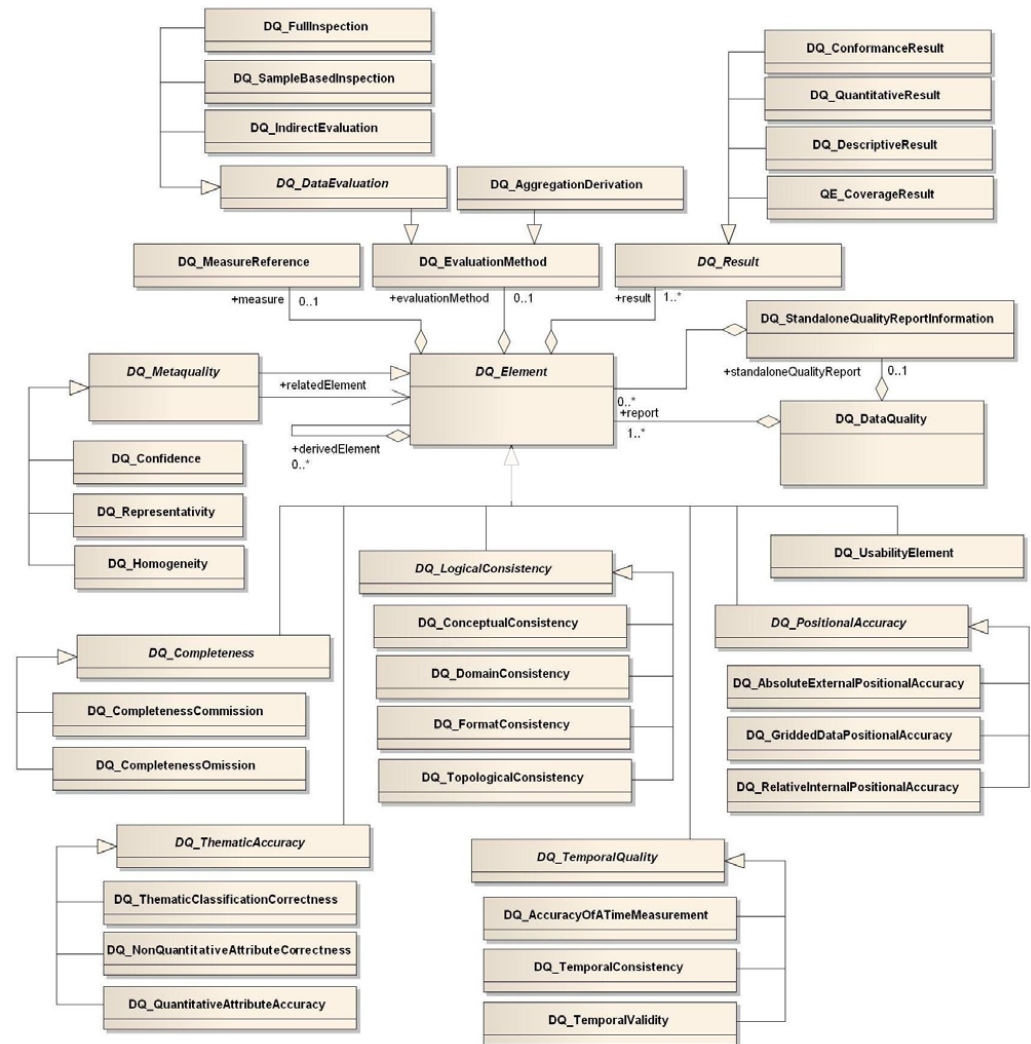 DQ_FullInspection
DQ_SampleBasedInspection
DQ_IndirectEvaluation
DQ_DataEvaluation
DQ_AggregationDerivation
DQ_ConformanceResult
DQ_QuantitativeResult
DQ_DescriptiveResult
QE_CoverageResult
DQ_MeasureReference
DQ_EvaluationMethod
DQ_Result
+measure
0..1
+evaluationMethod
0..1
+result
1..*
DQ_StandaloneQualityReportInformation
DQ_Metaquality
+relatedElement
DQ_Element
0..*
+standaloneQualityReport
0..1
+report
1..*
DQ_DataQuality
+derivedElement
0..*
DQ_Confidence
DQ_Representativity
DQ_Homogeneity
DQ_LogicalConsistency
DQ_ConceptualConsistency
DQ_DomainConsistency
DQ_FormatConsistency
DQ_TopologicalConsistency
DQ_UsabilityElement
DQ_PositionalAccuracy
DQ_AbsoluteExternalPositionalAccuracy
DQ_GriddedDataPositionalAccuracy
DQ_RelativeInternalPositionalAccuracy
DQ_Completeness
DQ_CompletenessCommission
DQ_CompletenessOmission
DQ_ThematicAccuracy
DQ_ThematicClassificationCorrectness
DQ_NonQuantitativeAttributeCorrectness
DQ_QuantitativeAttributeAccuracy
DQ_TemporalQuality
DQ_AccuracyOfATimeMeasurement
DQ_TemporalConsistency
DQ_TemporalValidity